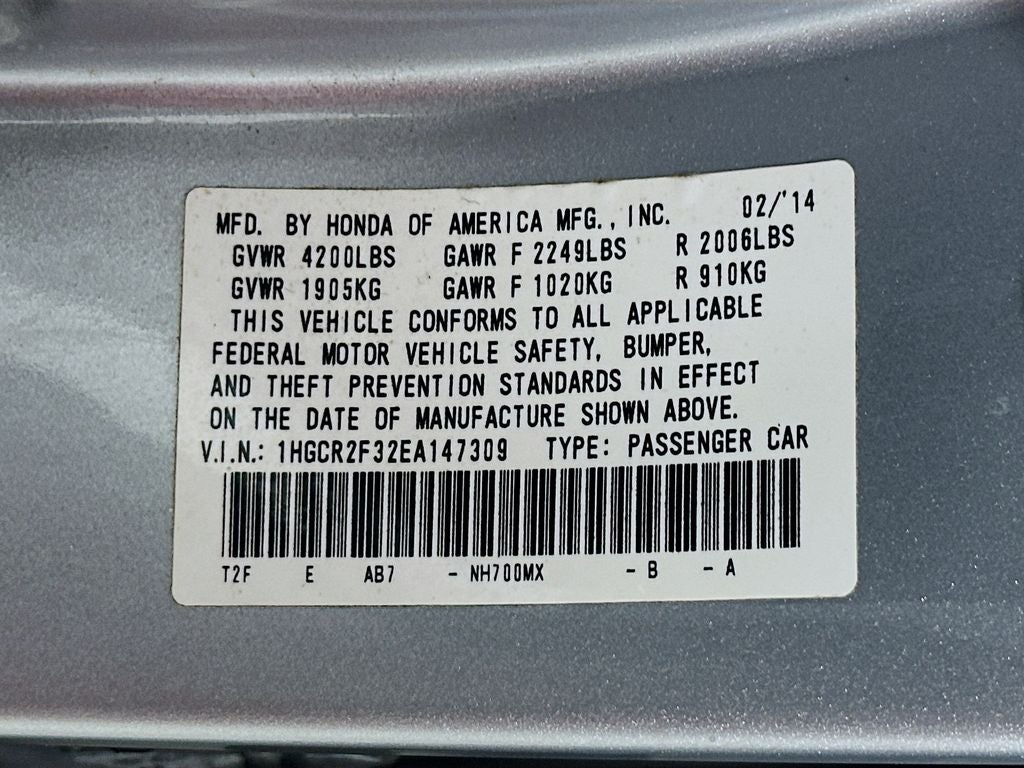 MFD. BY HONDA OF AMERICA MFG., INC. 02/'14
GVWR 4200LBS GAWR F 2249LBS R 2006LBS
GVWR 1905KG GAWR F 1020KG R 910KG
THIS VEHICLE CONFORMS TO ALL APPLICABLE
FEDERAL MOTOR VEHICLE SAFETY, BUMPER,
AND THEFT PREVENTION STANDARDS IN EFFECT
ON THE DATE OF MANUFACTURE SHOWN ABOVE.
V.I.N.: 1HGCR2F32EA147309 TYPE: PASSENGER CAR
T2F E AB7 - NH700MX - B - A